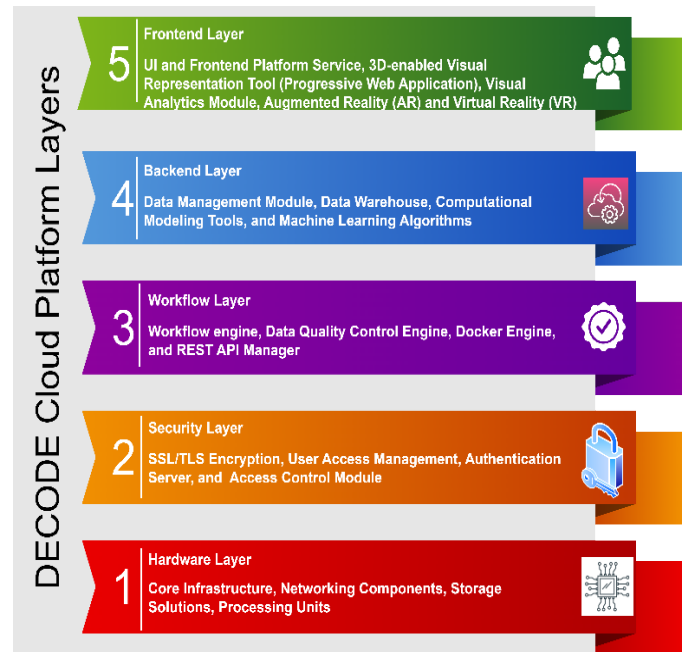 DECODE Cloud Platform Layers
5
Frontend Layer
UI and Frontend Platform Service, 3D-enabled Visual
Representation Tool (Progressive Web Application), Visual
Analytics Module, Augmented Reality (AR) and Virtual Reality (VR)
4
Backend Layer
Data Management Module, Data Warehouse, Computational
Modeling Tools, and Machine Learning Algorithms
3
Workflow Layer
Workflow engine, Data Quality Control Engine, Docker Engine,
and REST API Manager
2
Security Layer
SSL/TLS Encryption, User Access Management, Authentication
Server, and Access Control Module
1
Hardware Layer
Core Infrastructure, Networking Components, Storage
Solutions, Processing Units